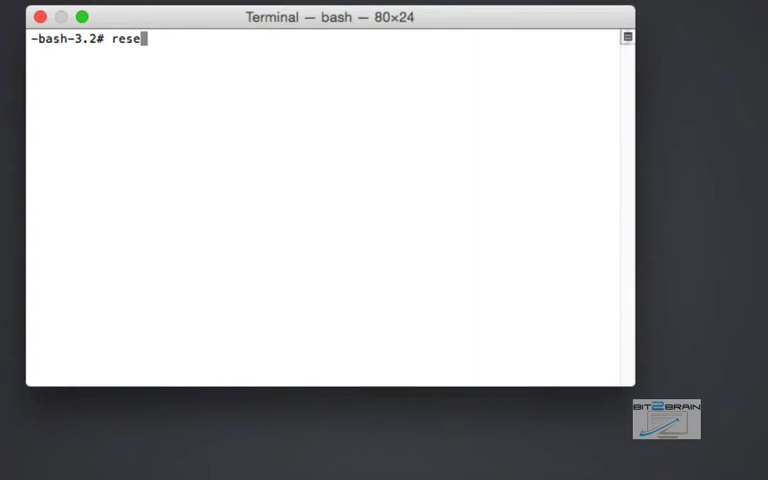 Terminal — bash — 80×24
-bash-3.2# rese
BIT2BRAIN